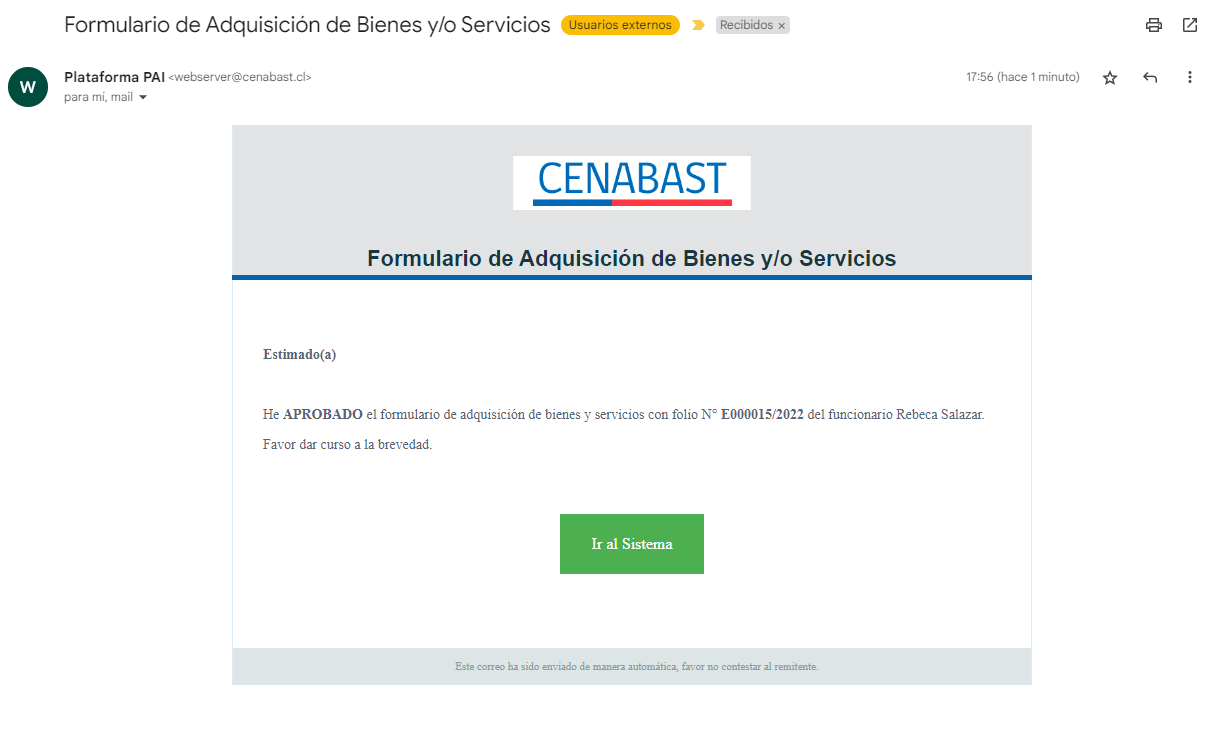 Formulario de Adquisición de Bienes y/o Servicios Usuarios externos Recibidos ×
Plataforma PAI <webserver@cenabast.cl> 17:56 (hace 1 minuto)
para mí, mail
W
CENABAST
Formulario de Adquisición de Bienes y/o Servicios
Estimado(a)
He APROBADO el formulario de adquisición de bienes y servicios con folio N° E000015/2022 del funcionario Rebeca Salazar.
Favor dar curso a la brevedad.
Ir al Sistema
Este correo ha sido enviado de manera automática, favor no contestar al remitente.